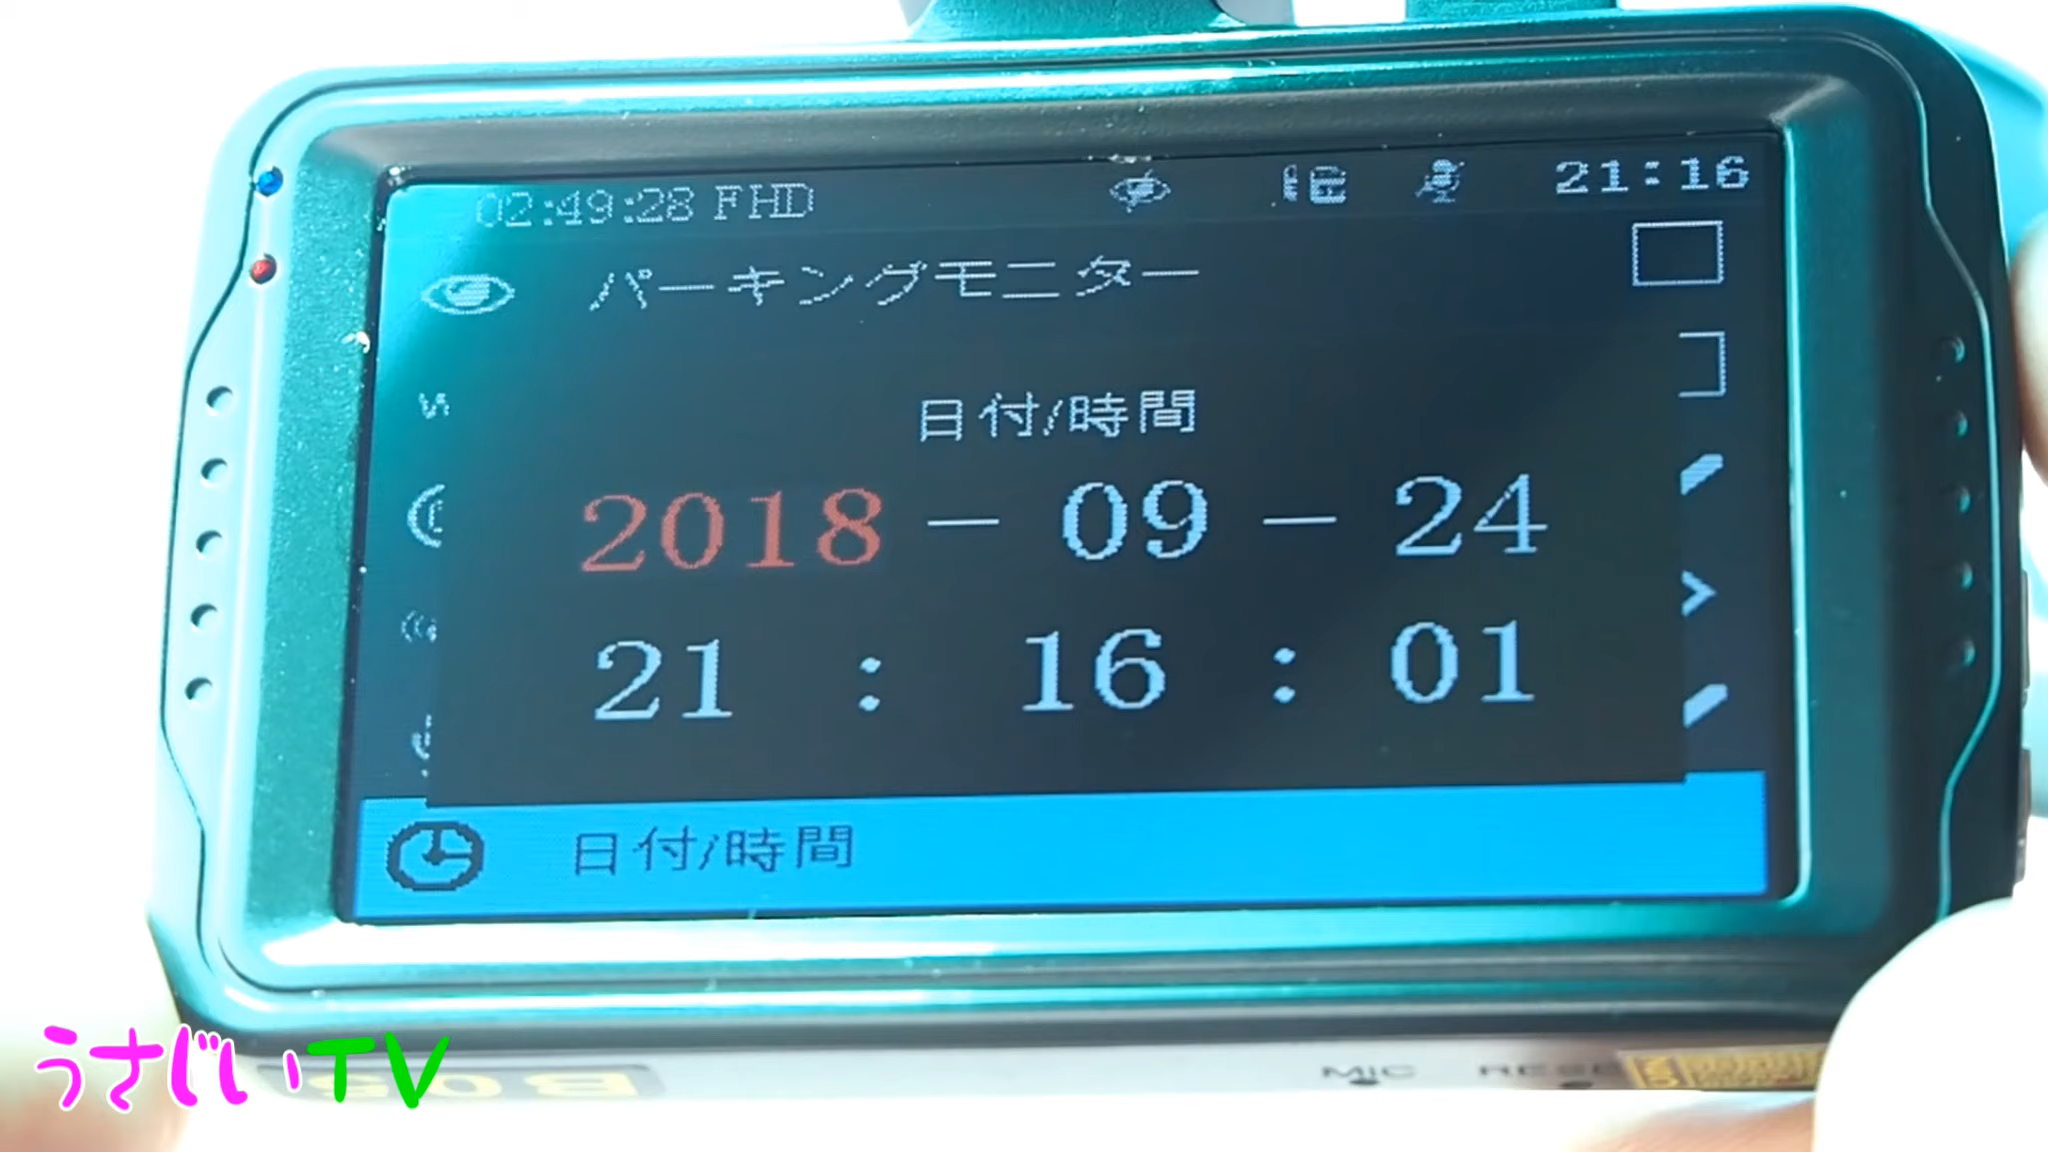 02:49:28 FHD
21:16
パーキングモニター
W
日付/時間
2018 - 09 - 24
21 : 16 : 01
日付/時間
MIC
うさじいTV